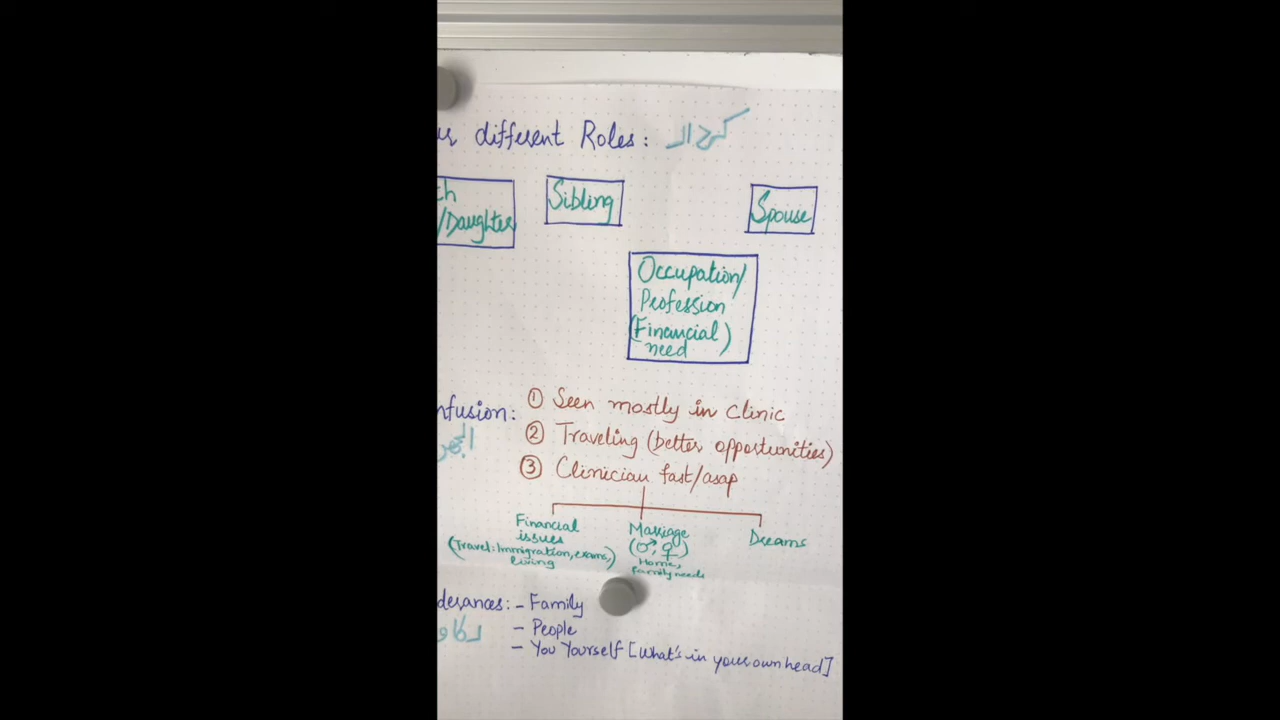 different Roles: کردار
Sibling
Spouse
/Daughter
Occupation/
Profession
(Financial)
need
nfusion:
① Seen mostly in clinic
② Traveling (better opportunities)
③ Clinician fast/asap
Financial
issues
(Travel: Immigration, exams,
living)
Marriage
(♂, ♀)
Home,
family needs
Dreams
derances: - Family
- People
- You Yourself [What's in your own head]